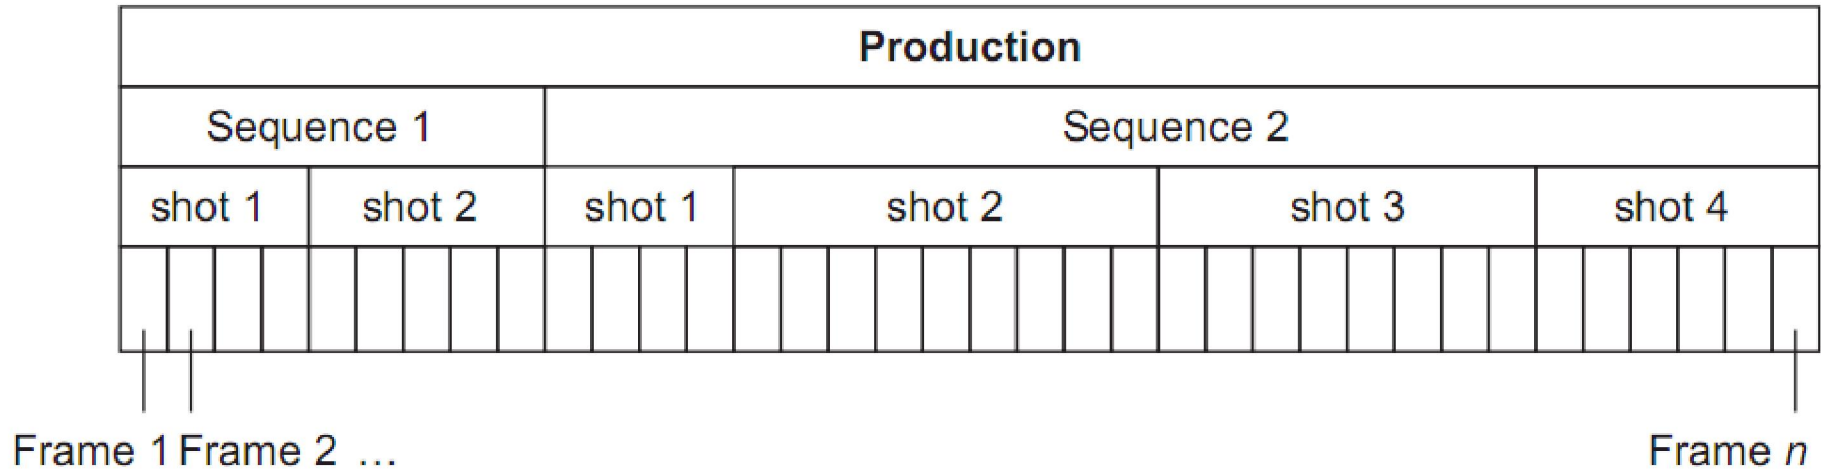 Production
Sequence 1 Sequence 2
shot 1 shot 2 shot 1 shot 2 shot 3 shot 4
Frame 1 Frame 2 ... Frame n